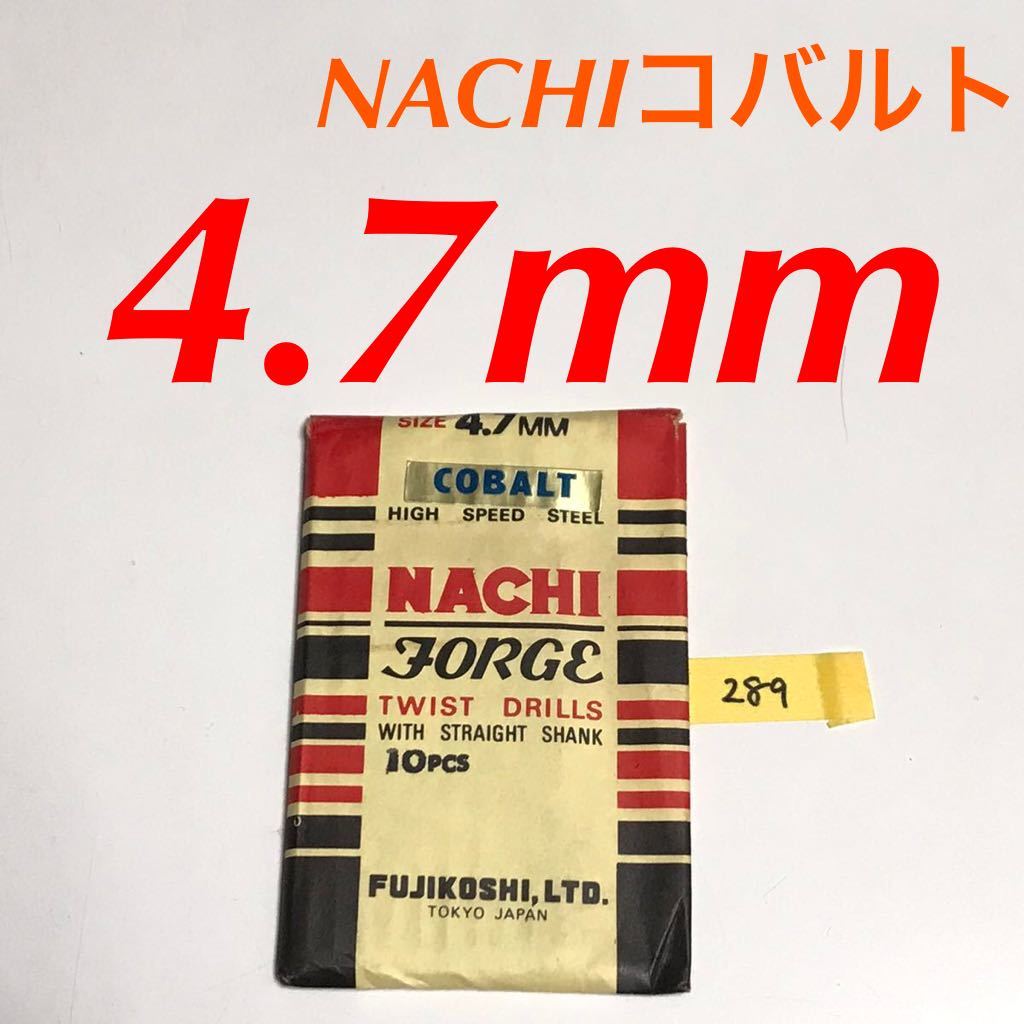 NACHIコバルト
4.7mm
SIZE 4.7MM
COBALT
HIGH SPEED STEEL
NACHI
FORGE
TWIST DRILLS
WITH STRAIGHT SHANK
10PCS
FUJIKOSHI, LTD.
TOKYO JAPAN
289